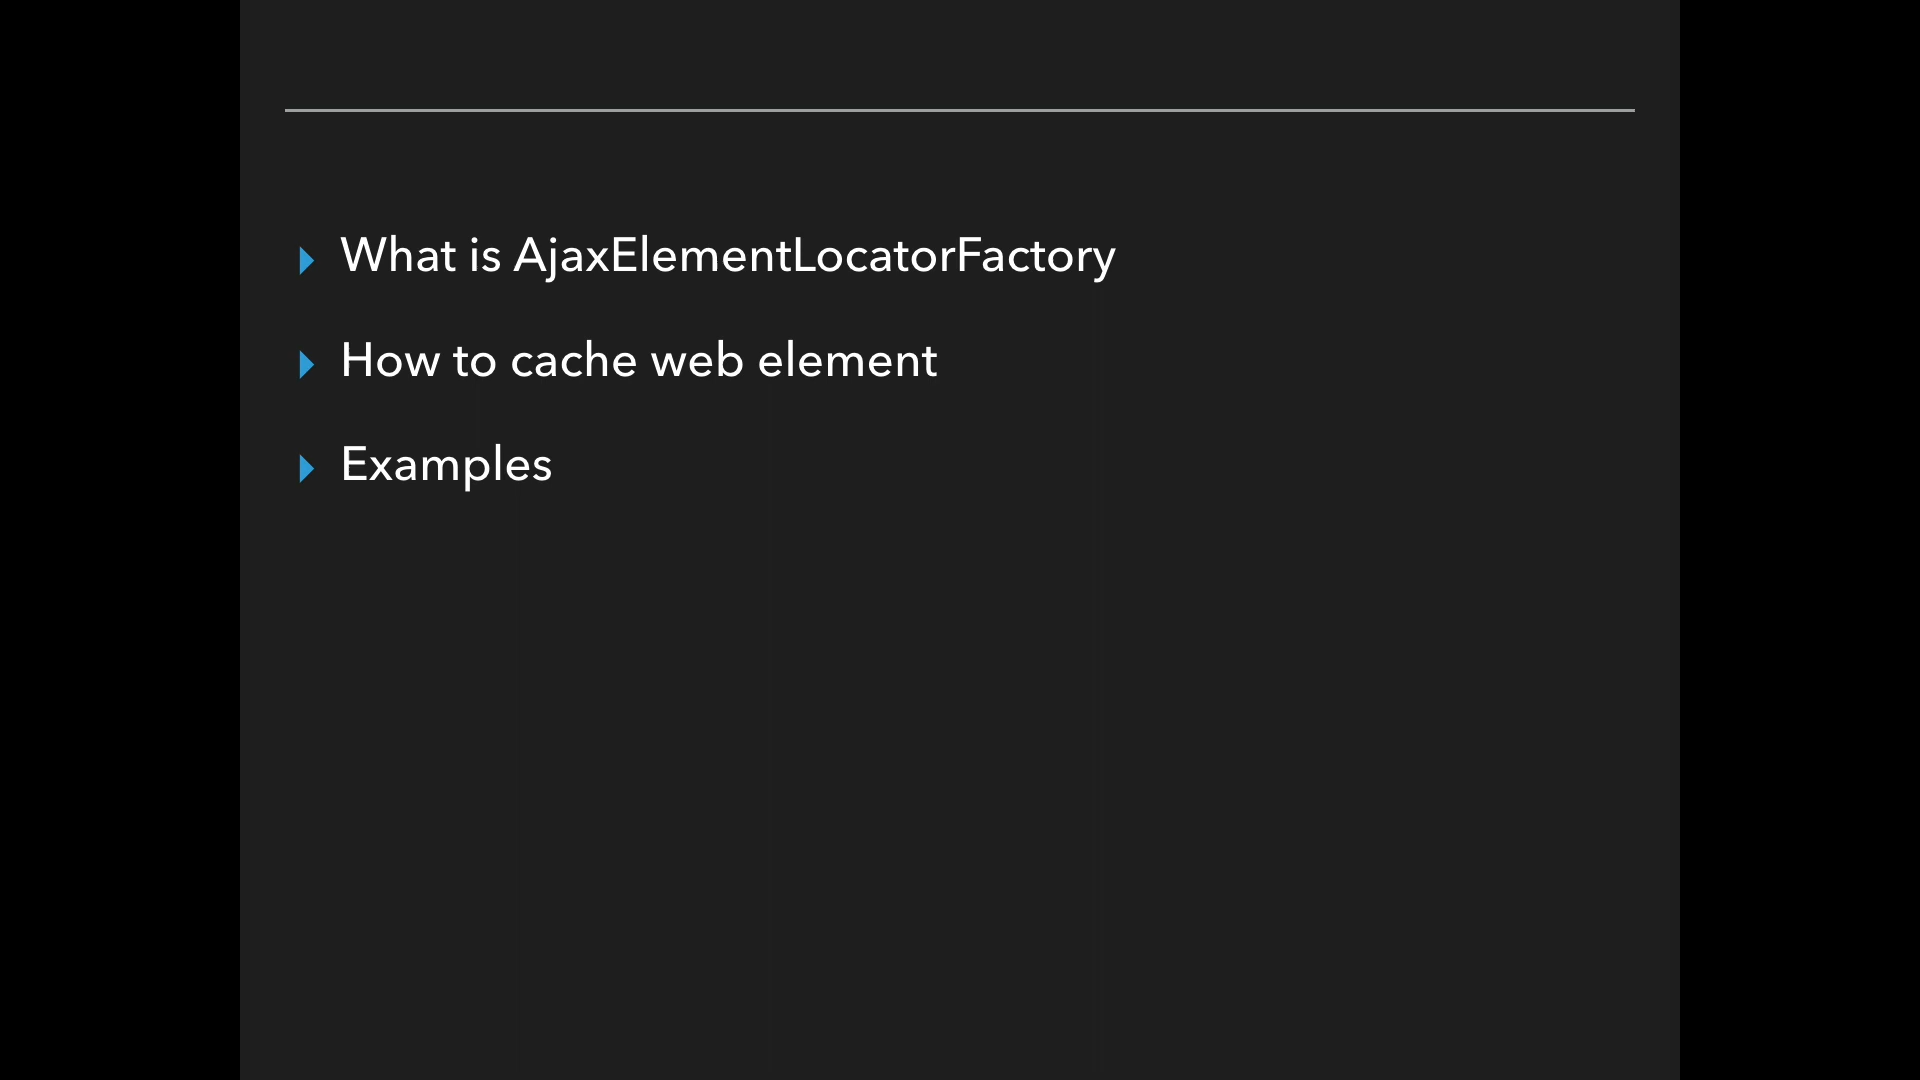 What is AjaxElementLocatorFactory
How to cache web element
Examples